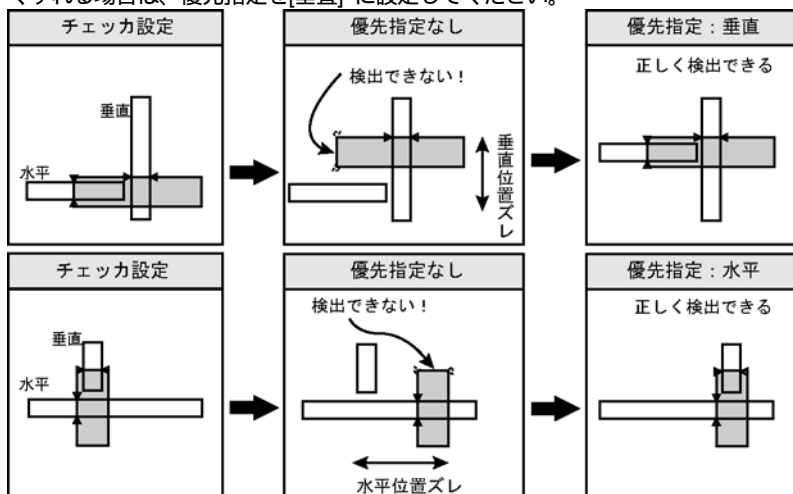 くずれる場合は、優先指定を[垂直] に設定してください。
チェッカ設定
優先指定なし
優先指定：垂直
垂直
水平
検出できない！
垂直位置ズレ
正しく検出できる
チェッカ設定
優先指定なし
優先指定：水平
垂直
水平
検出できない！
水平位置ズレ
正しく検出できる